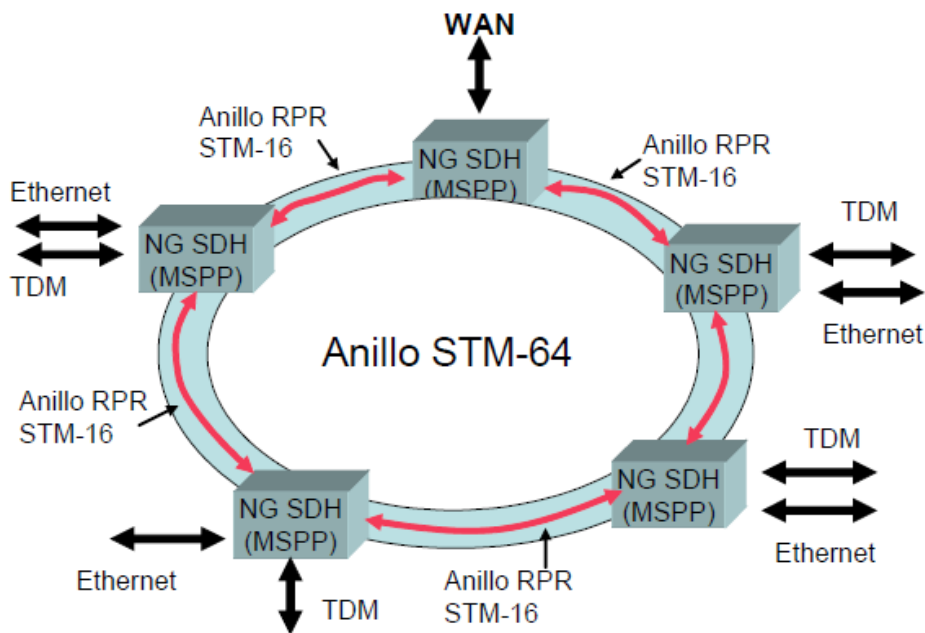 WAN
Anillo RPR
STM-16
NG SDH
(MSPP)
Anillo RPR
STM-16
Ethernet
TDM
NG SDH
(MSPP)
NG SDH
(MSPP)
TDM
Ethernet
Anillo STM-64
Anillo RPR
STM-16
NG SDH
(MSPP)
TDM
Ethernet
NG SDH
(MSPP)
Ethernet
TDM
Anillo RPR
STM-16